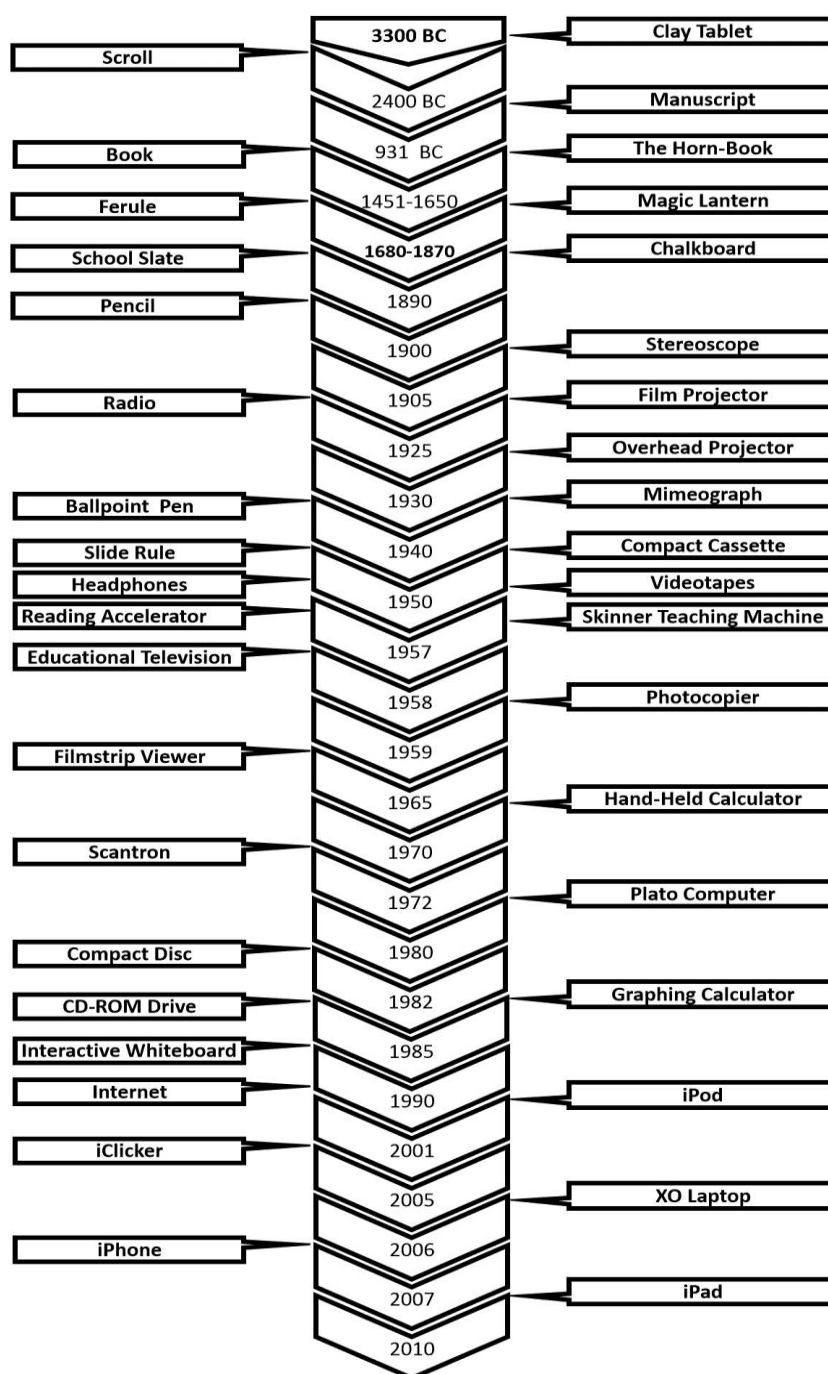 3300 BC
Clay Tablet
Scroll
2400 BC
Manuscript
Book
931 BC
The Horn-Book
Ferule
1451-1650
Magic Lantern
School Slate
1680-1870
Chalkboard
Pencil
1890
1900
Stereoscope
Radio
1905
Film Projector
1925
Overhead Projector
Ballpoint Pen
1930
Mimeograph
Slide Rule
1940
Compact Cassette
Headphones
Videotapes
1950
Reading Accelerator
Skinner Teaching Machine
Educational Television
1957
1958
Photocopier
Filmstrip Viewer
1959
1965
Hand-Held Calculator
Scantron
1970
1972
Plato Computer
Compact Disc
1980
CD-ROM Drive
1982
Graphing Calculator
Interactive Whiteboard
1985
Internet
1990
iPod
iClicker
2001
2005
XO Laptop
iPhone
2006
2007
iPad
2010